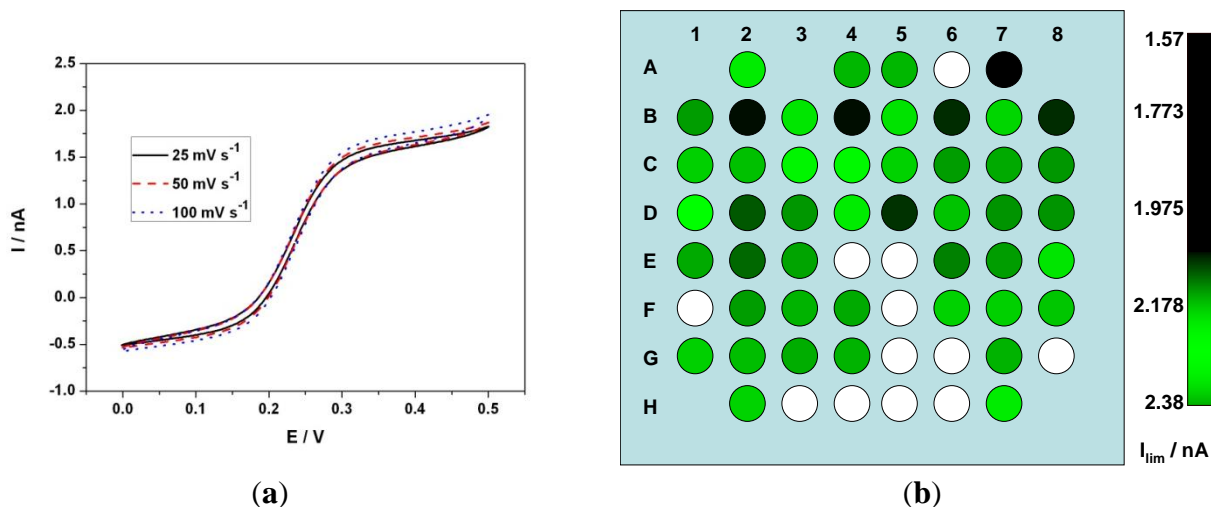 2.5
2.0
1.5
1.0
0.5
0.0
-0.5
-1.0
I / nA
25 mV s⁻¹
50 mV s⁻¹
100 mV s⁻¹
0.0 0.1 0.2 0.3 0.4 0.5
E / V
(a)
1 2 3 4 5 6 7 8
A
B
C
D
E
F
G
H
1.57
1.773
1.975
2.178
2.38
I_lim / nA
(b)